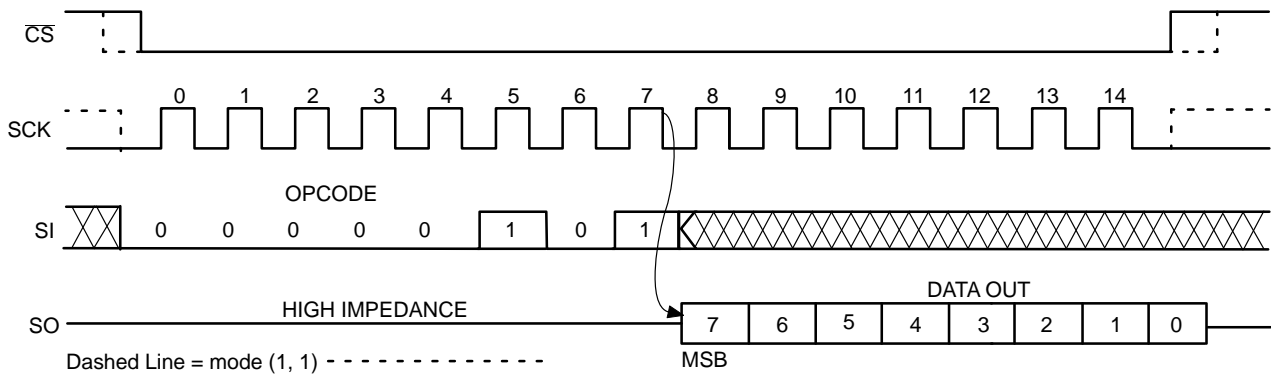 CS
0 1 2 3 4 5 6 7 8 9 10 11 12 13 14
SCK
OPCODE
SI 0 0 0 0 0 1 0 1
DATA OUT
HIGH IMPEDANCE
SO 7 6 5 4 3 2 1 0
Dashed Line = mode (1, 1) MSB